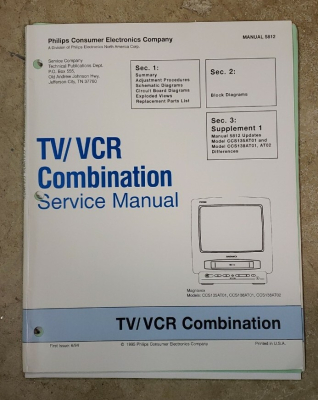 Philips Consumer Electronics Company
A Division of Philips Electronics North America Corp.
MANUAL 5812
Service Company
Technical Publications Dept.
P.O. Box 555,
Old Andrew Johnson Hwy.
Jefferson City, TN 37760
Sec. 1:
Summary
Adjustment Procedures
Schematic Diagrams
Circuit Board Diagrams
Exploded Views
Replacement Parts List
Sec. 2:
Block Diagrams
Sec. 3:
Supplement 1
Manual 5812 Updates
Model CCS135AT01 and
Model CCS136AT01, AT02
Differences
TV/VCR
Combination
Service Manual
Magnavox
Models: CCS135AT01, CCS136AT01, CCS136AT02
TV/VCR Combination
First Issue
© 1995 Philips Consumer Electronics Company
Printed in U.S.A.